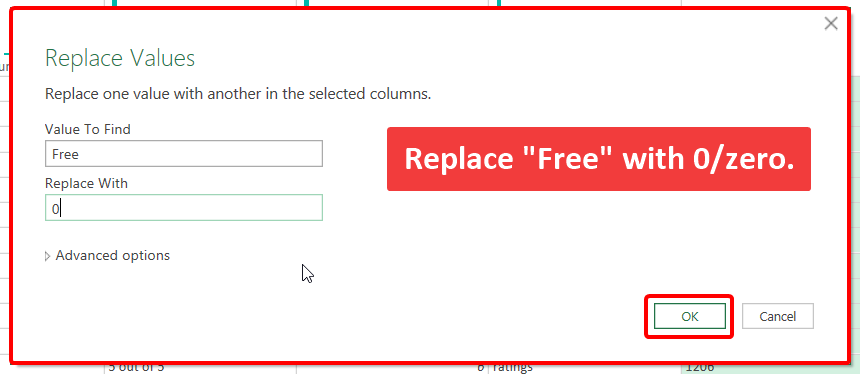 Replace Values
Replace one value with another in the selected columns.
Value To Find
Free
Replace "Free" with 0/zero.
Replace With
0
Advanced options
OK
Cancel
5 out of 5
6 ratings
1206